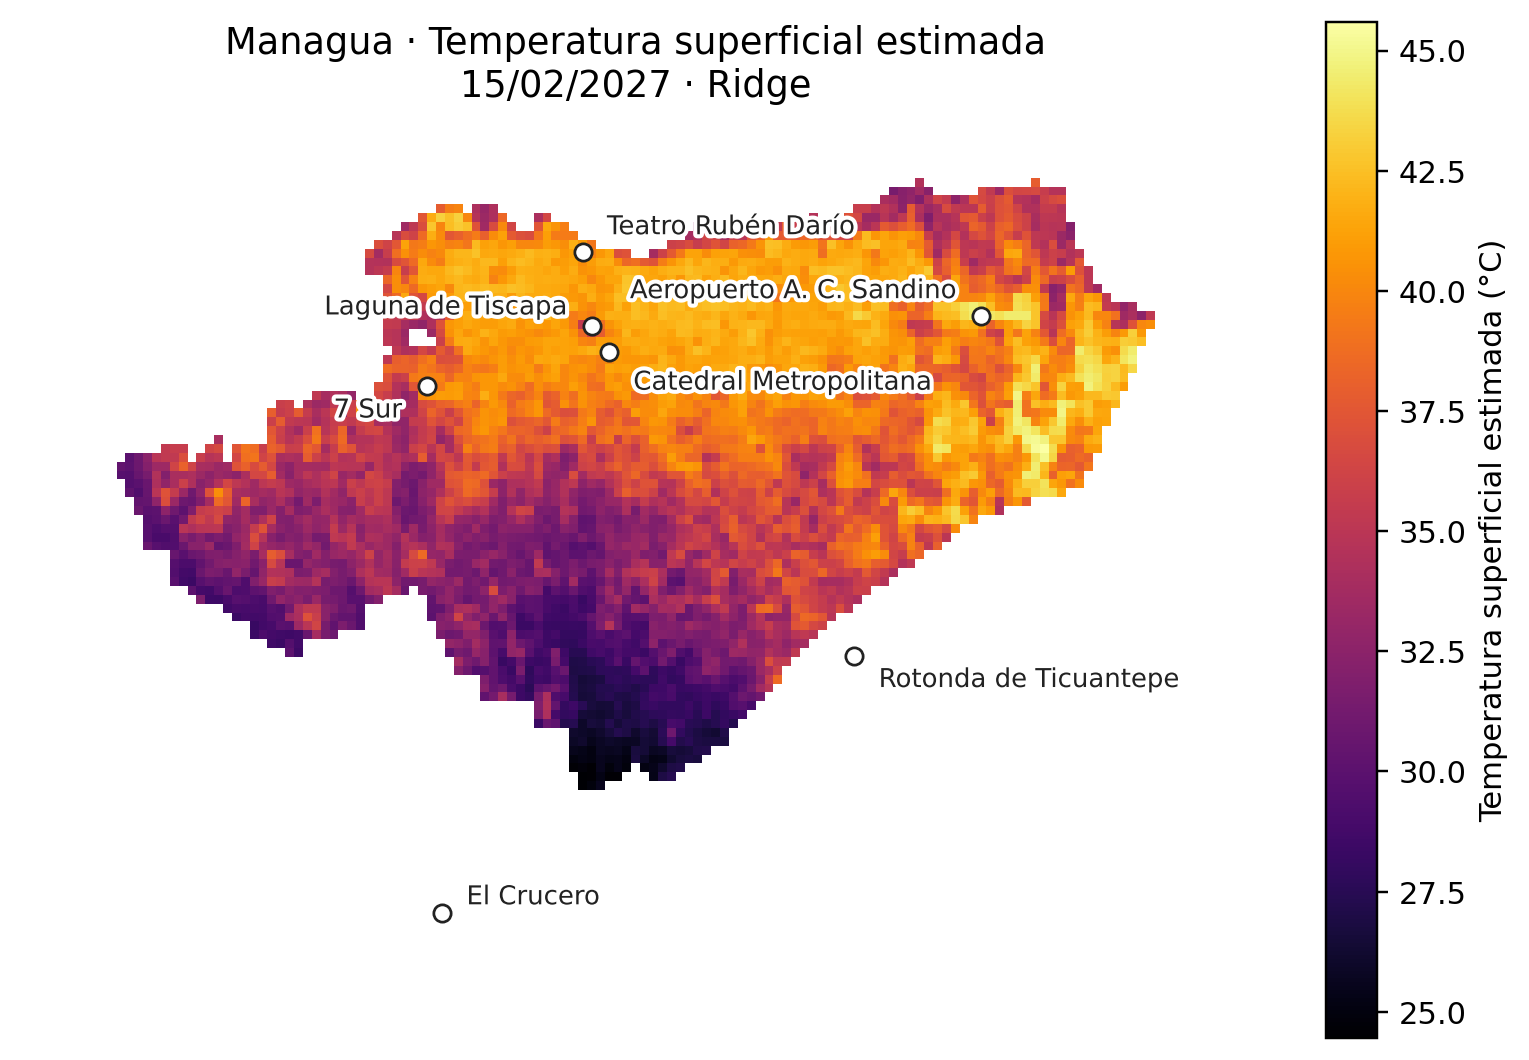 Managua · Temperatura superficial estimada
15/02/2027 · Ridge
Teatro Rubén Darío
Aeropuerto A. C. Sandino
Laguna de Tiscapa
Catedral Metropolitana
7 Sur
Rotonda de Ticuantepe
El Crucero
45.0
42.5
40.0
37.5
35.0
32.5
30.0
27.5
25.0
Temperatura superficial estimada (°C)